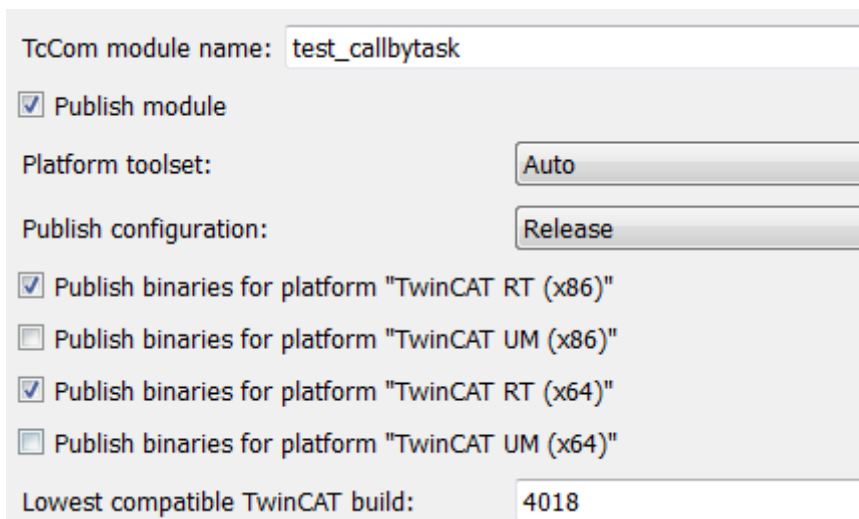 TcCom module name: test_callbytask
Publish module
Platform toolset: Auto
Publish configuration: Release
Publish binaries for platform "TwinCAT RT (x86)"
Publish binaries for platform "TwinCAT UM (x86)"
Publish binaries for platform "TwinCAT RT (x64)"
Publish binaries for platform "TwinCAT UM (x64)"
Lowest compatible TwinCAT build: 4018